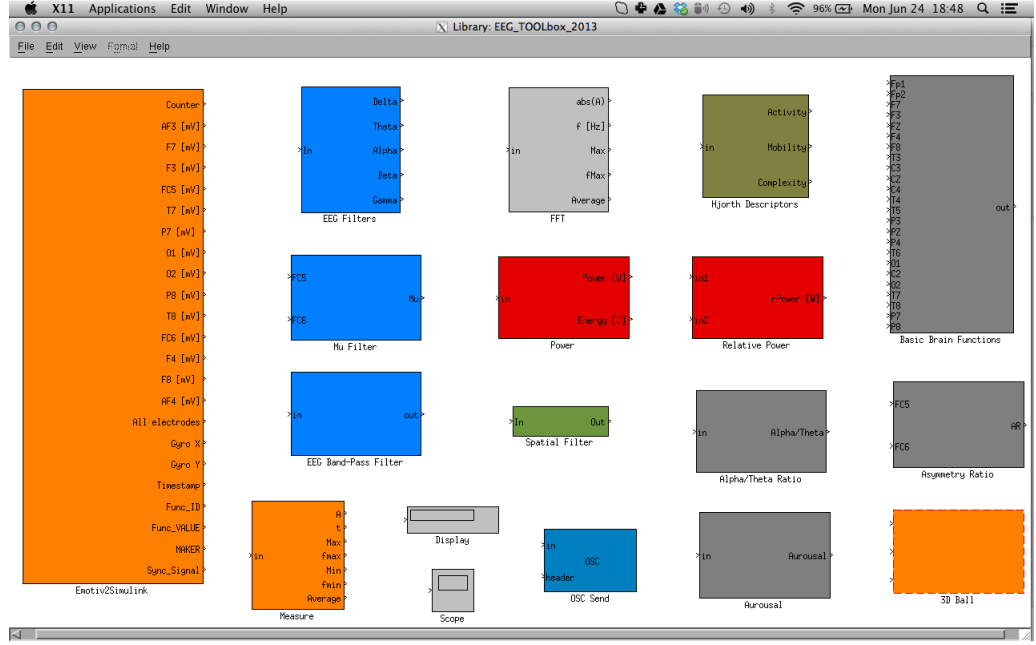 X11 Applications Edit Window Help 96% Mon Jun 24 18:48
Library: EEG_TOOLbox_2013
File Edit View Format Help
Counter
AF3 [mV]
F7 [mV]
F3 [mV]
FC5 [mV]
T7 [mV]
P7 [mV]
O1 [mV]
O2 [mV]
P8 [mV]
T8 [mV]
FC6 [mV]
F4 [mV]
F8 [mV]
AF4 [mV]
All electrodes
Gyro X
Gyro Y
Timestamp
Func_ID
Func_VALUE
MAKER
Sync_Signal
Emotiv2Simulink
In
Delta
Theta
Alpha
Beta
Gamma
EEG Filters
in
abs(A)
f [Hz]
Max
fMax
Average
FFT
in
Activity
Mobility
Complexity
Hjorth Descriptors
Fp1
Fp2
F7
F3
FZ
F4
F8
T3
C3
CZ
C4
T4
T5
P3
PZ
P4
T6
O1
C2
O2
T7
T8
P7
P8
out
Basic Brain Functions
FC5
FC6
Mu
Mu Filter
in
Power [W]
Energy [J]
Power
in1
in2
rPower [W]
Relative Power
in
out
EEG Band-Pass Filter
In
Out
Spatial Filter
in
Alpha/Theta
Alpha/Theta Ratio
FC5
FC6
AR
Asymmetry Ratio
in
A
t
Max
fmax
Min
fmin
Average
Measure
Display
Scope
in
header
OSC
OSC Send
in
Aurousal
Aurousal
3D Ball